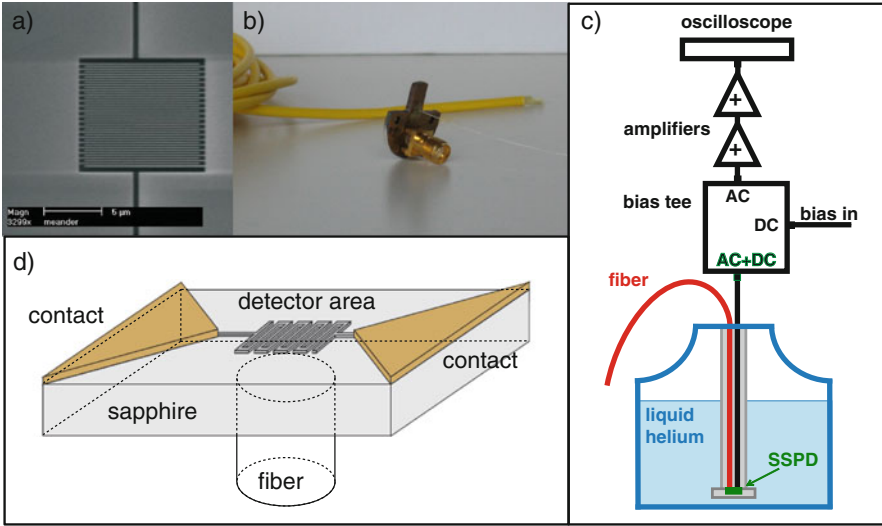 a)
Magn
5 µm
3299x
meander
b)
c)
oscilloscope
amplifiers
+
+
bias tee
AC
DC
bias in
AC+DC
fiber
liquid
helium
SSPD
d)
detector area
contact
contact
sapphire
fiber